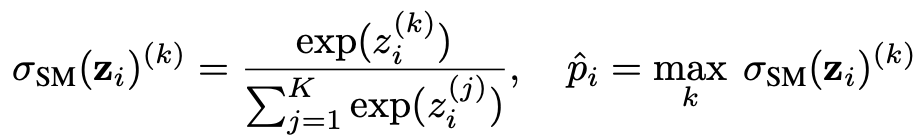 σ_SM(𝐳_i)^(k) = exp(z_i^(k)) / ∑_{j=1}^{K} exp(z_i^(j)), p̂_i = max_k σ_SM(𝐳_i)^(k)